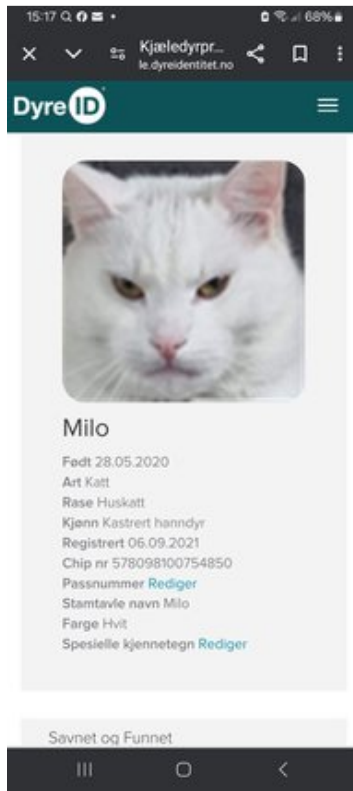 15:17 68%
Kjæledyrpr...
le.dyreidentitet.no
Dyre ID
Milo
Født 28.05.2020
Art Katt
Rase Huskatt
Kjønn Kastrert hanndyr
Registrert 06.09.2021
Chip nr 578098100754850
Passnummer Rediger
Stamtavle navn Milo
Farge Hvit
Spesielle kjennetegn Rediger
Savnet og Funnet